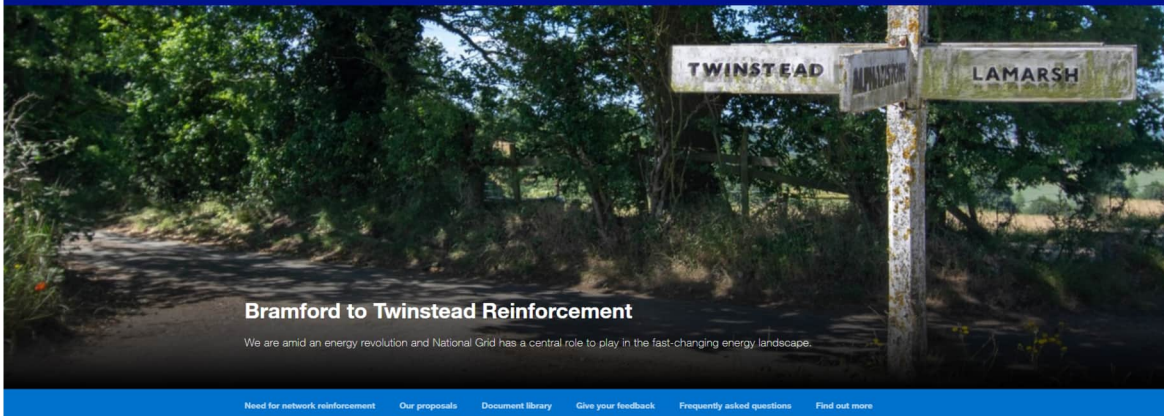 TWINSTEAD
ALPHAMSTONE
LAMARSH
Bramford to Twinstead Reinforcement
We are amid an energy revolution and National Grid has a central role to play in the fast-changing energy landscape.
Need for network reinforcement Our proposals Document library Give your feedback Frequently asked questions Find out more